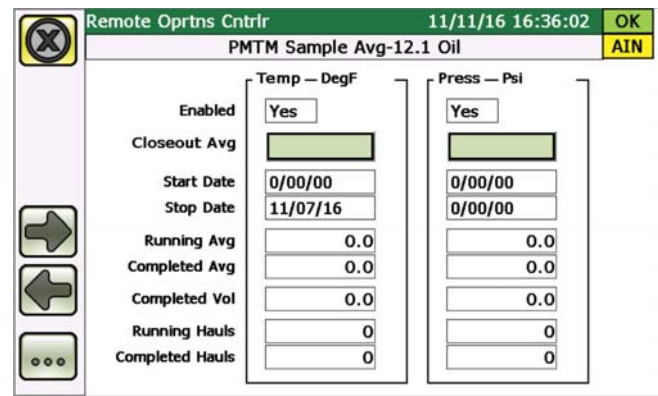 Remote Oprtns Cntrlr 11/11/16 16:36:02 OK
PMTM Sample Avg-12.1 Oil AIN
Temp — DegF Press — Psi
Enabled Yes Yes
Closeout Avg
Start Date 0/00/00 0/00/00
Stop Date 11/07/16 0/00/00
Running Avg 0.0 0.0
Completed Avg 0.0 0.0
Completed Vol 0.0 0.0
Running Hauls 0 0
Completed Hauls 0 0